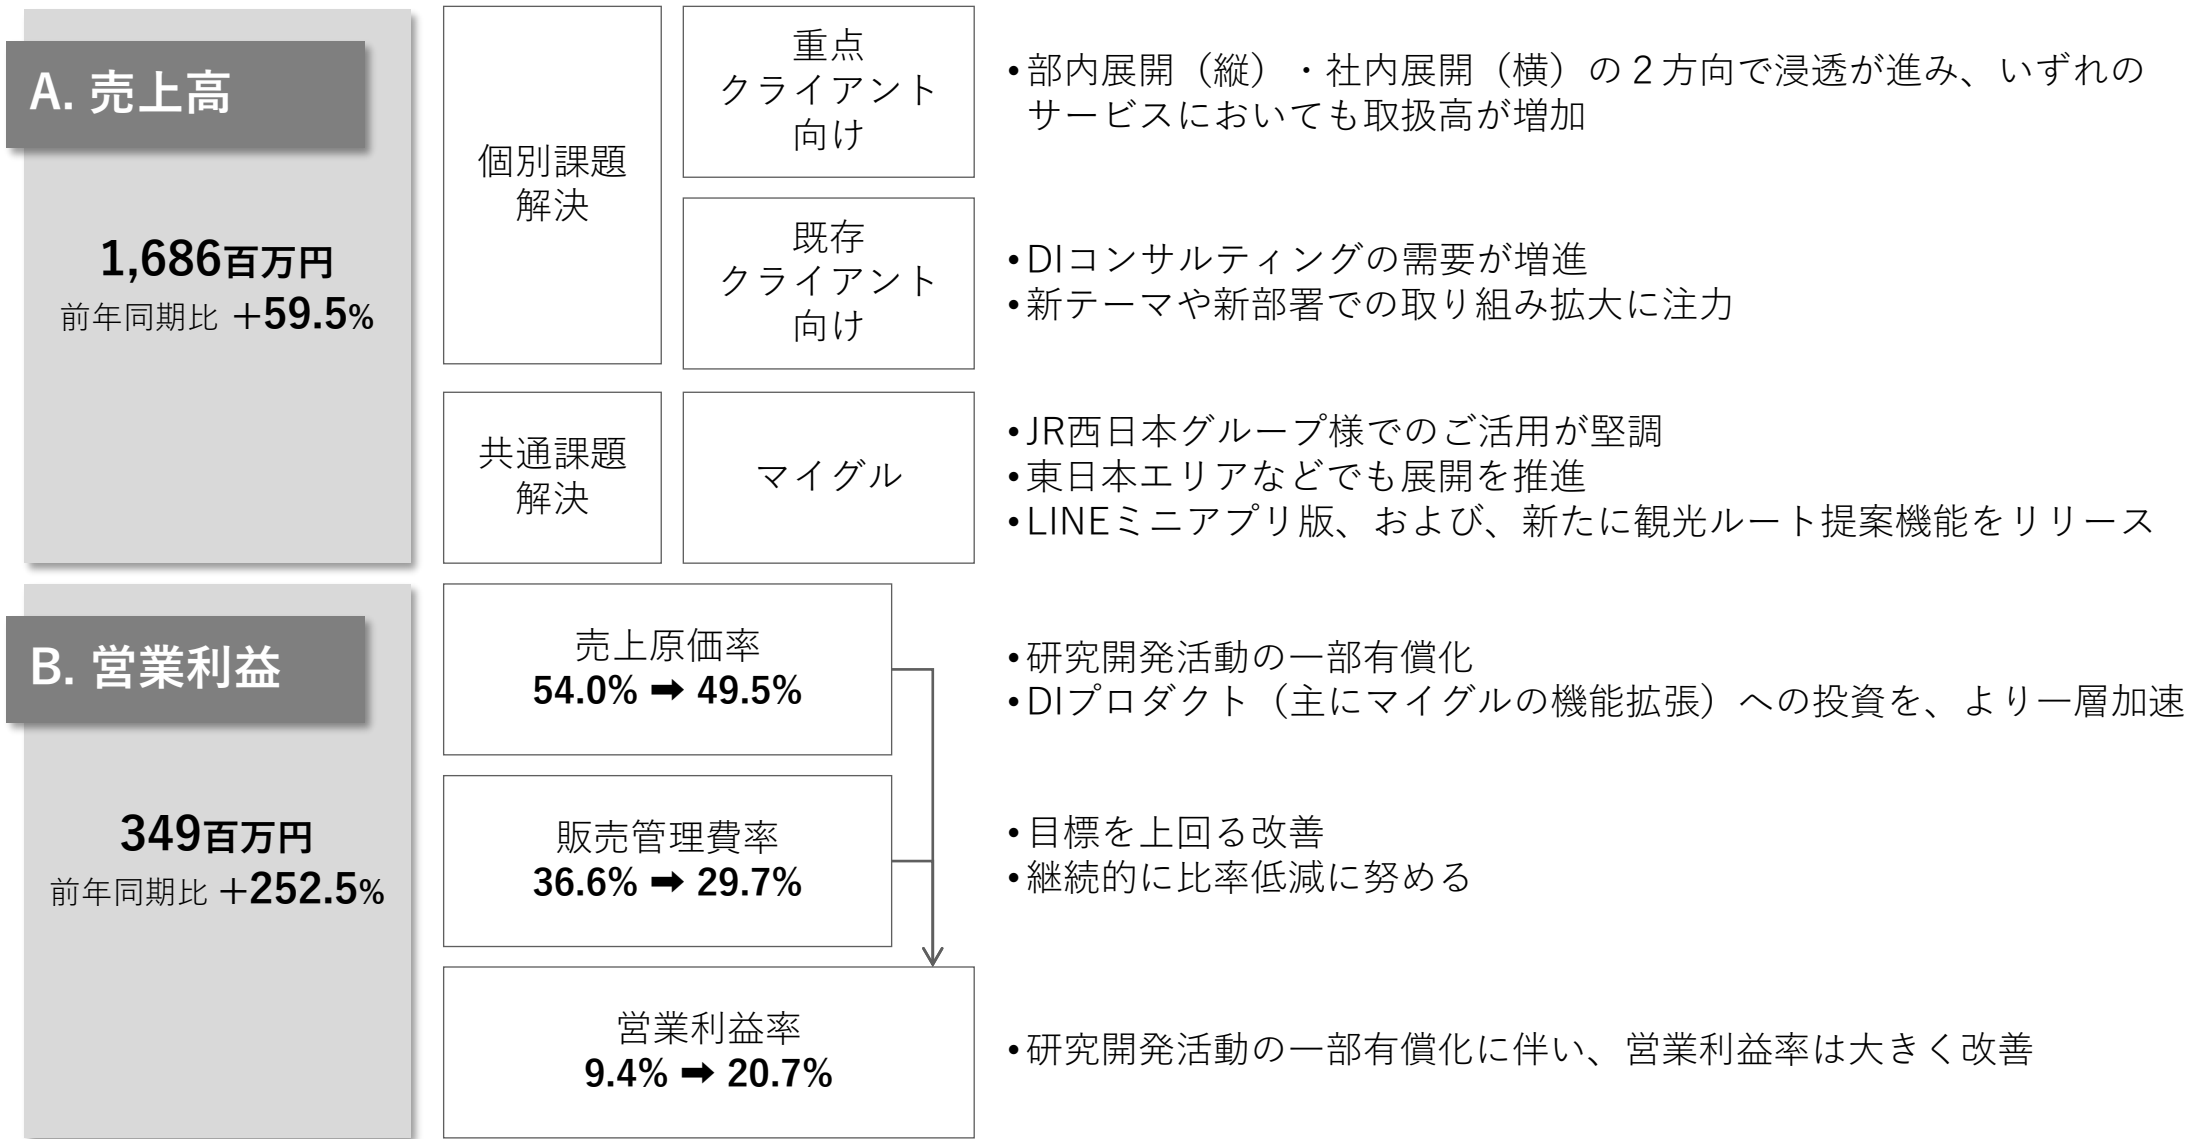 A. 売上高
1,686百万円
前年同期比 +59.5%
個別課題
解決
重点
クライアント
向け
•部内展開（縦）・社内展開（横）の２方向で浸透が進み、いずれの
サービスにおいても取扱高が増加
既存
クライアント
向け
•DIコンサルティングの需要が増進
•新テーマや新部署での取り組み拡大に注力
共通課題
解決
マイグル
•JR西日本グループ様でのご活用が堅調
•東日本エリアなどでも展開を推進
•LINEミニアプリ版、および、新たに観光ルート提案機能をリリース
B. 営業利益
349百万円
前年同期比 +252.5%
売上原価率
54.0% ➡ 49.5%
•研究開発活動の一部有償化
•DIプロダクト（主にマイグルの機能拡張）への投資を、より一層加速
販売管理費率
36.6% ➡ 29.7%
•目標を上回る改善
•継続的に比率低減に努める
営業利益率
9.4% ➡ 20.7%
•研究開発活動の一部有償化に伴い、営業利益率は大きく改善